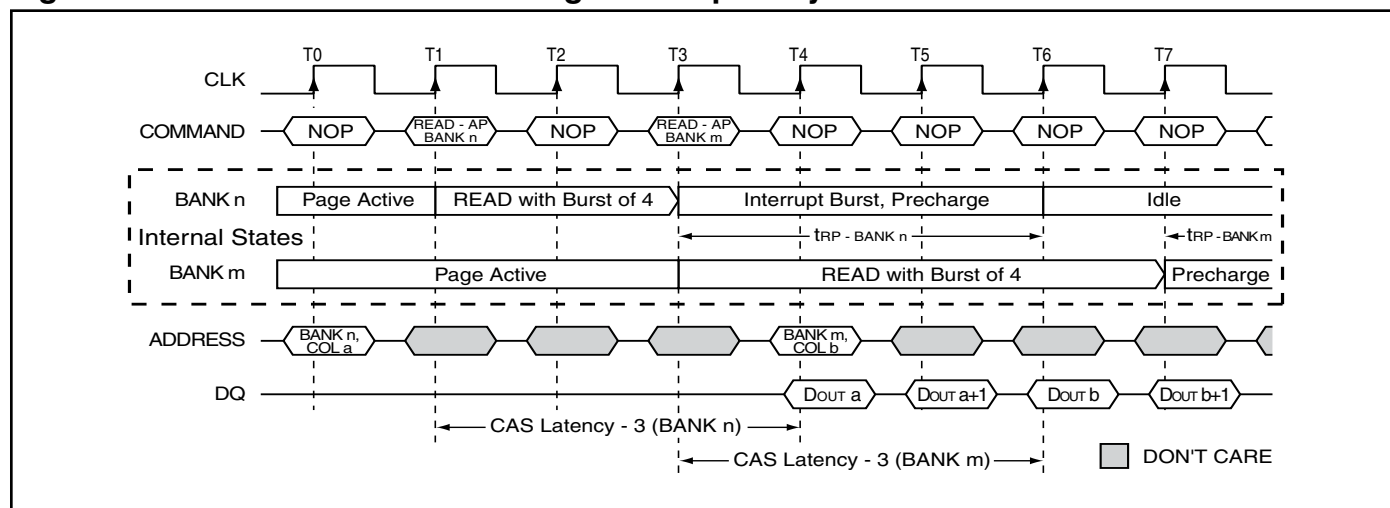 T0 T1 T2 T3 T4 T5 T6 T7
CLK
COMMAND NOP READ - AP BANK n NOP READ - AP BANK m NOP NOP NOP NOP
BANK n Page Active READ with Burst of 4 Interrupt Burst, Precharge Idle
Internal States tRP - BANK n tRP - BANK m
BANK m Page Active READ with Burst of 4 Precharge
ADDRESS BANK n, COL a BANK m, COL b
DQ DOUT a DOUT a+1 DOUT b DOUT b+1
CAS Latency - 3 (BANK n)
CAS Latency - 3 (BANK m) DON'T CARE